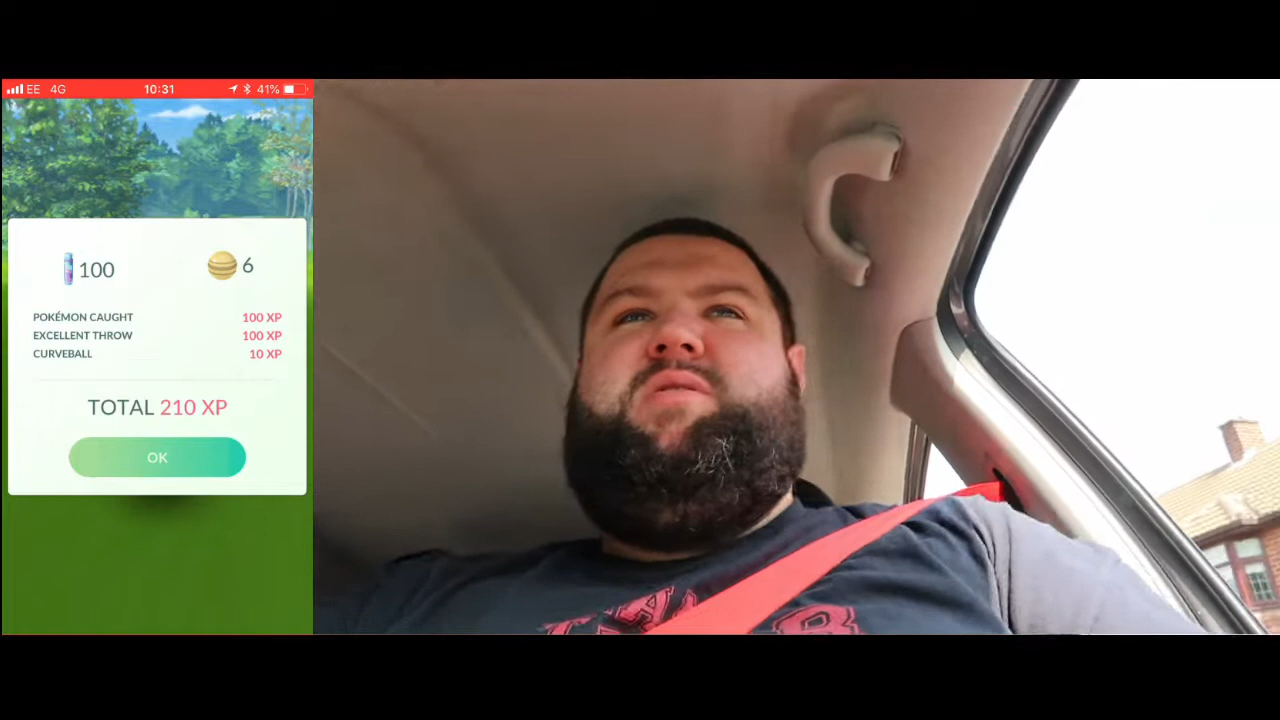 EE 4G 10:31 41%
100 6
POKÉMON CAUGHT 100 XP
EXCELLENT THROW 100 XP
CURVEBALL 10 XP
TOTAL 210 XP
OK